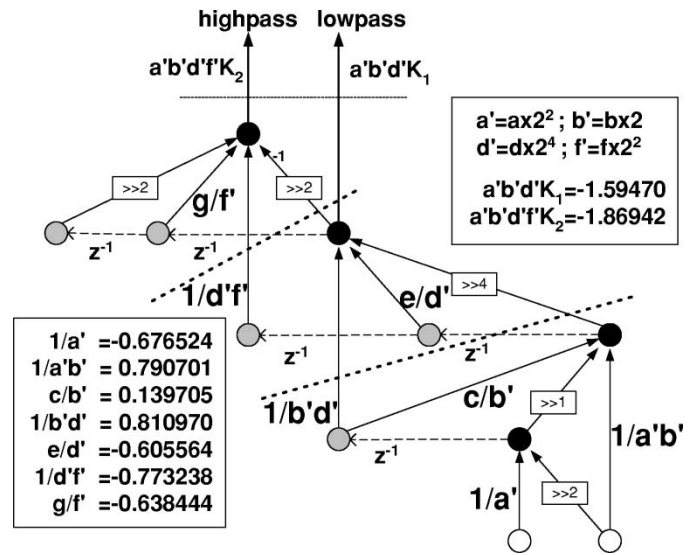 highpass lowpass
a'b'd'f'K2 a'b'd'K1
a'=ax2²; b'=bx2
d'=dx2⁴; f'=fx2²
a'b'd'K1=-1.59470
a'b'd'f'K2=-1.86942
-1
>>2 >>2
g/f'
z⁻¹ z⁻¹
1/d'f' e/d' >>4
z⁻¹ z⁻¹
1/a' =-0.676524
1/a'b' =0.790701
c/b' =0.139705
1/b'd' =0.810970
e/d' =-0.605564
1/d'f' =-0.773238
g/f' =-0.638444
1/b'd' c/b' >>1 1/a'b'
z⁻¹
1/a' >>2